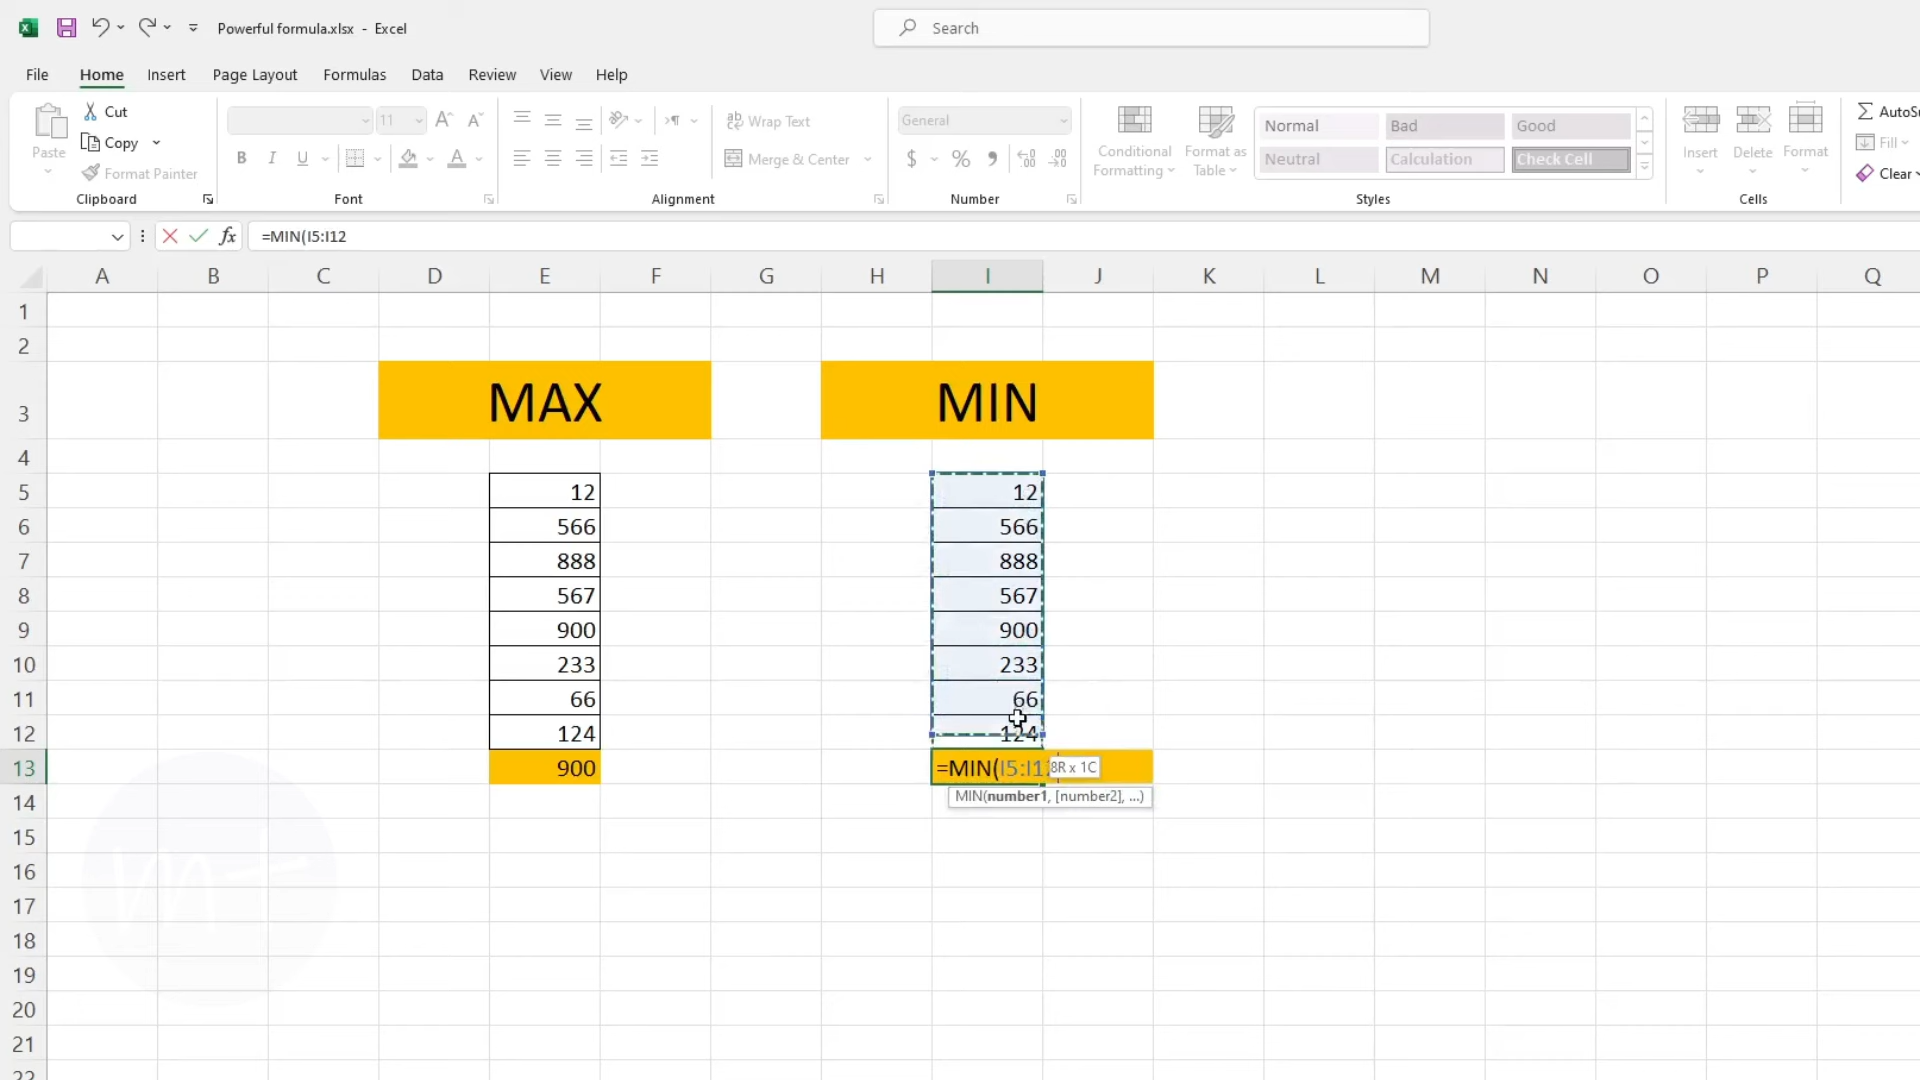 Powerful formula.xlsx - Excel
Search
File Home Insert Page Layout Formulas Data Review View Help
Paste
Cut
Copy
Format Painter
Clipboard
11
B I U
Font
Wrap Text
Merge & Center
Alignment
General
$ % 9
Number
Conditional Formatting
Format as Table
Normal Bad Good
Neutral Calculation Check Cell
Styles
Insert Delete Format
Cells
Fill
Clear
fx =MIN(I5:I12
A B C D E F G H I J K L M N O P Q
1
2
3 MAX MIN
4
5 12 12
6 566 566
7 888 888
8 567 567
9 900 900
10 233 233
11 66 66
12 124 124
13 900 =MIN(I5:I12 8R x 1C
MIN(number1, [number2], ...)
14
15
16
17
18
19
20
21
22